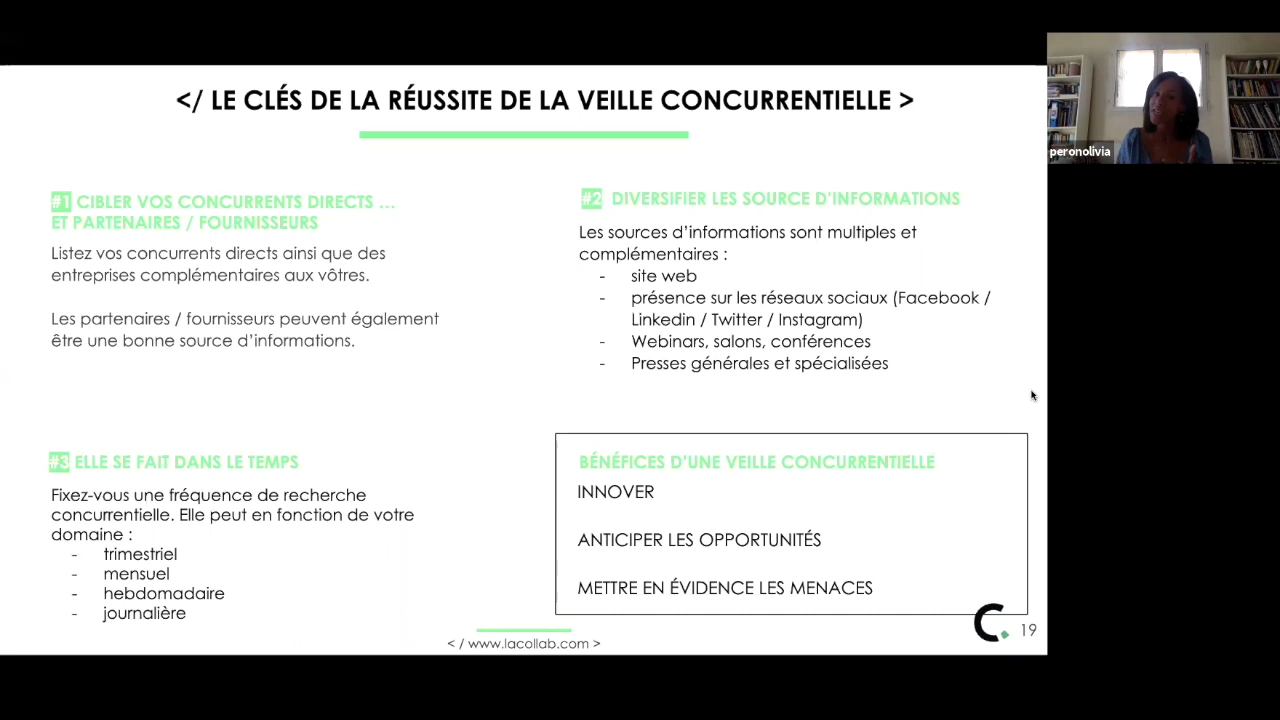 </ LE CLÉS DE LA RÉUSSITE DE LA VEILLE CONCURRENTIELLE >
peronolivia
#1 CIBLER VOS CONCURRENTS DIRECTS ...
ET PARTENAIRES / FOURNISSEURS
Listez vos concurrents directs ainsi que des
entreprises complémentaires aux vôtres.
Les partenaires / fournisseurs peuvent également
être une bonne source d'informations.
#2 DIVERSIFIER LES SOURCE D'INFORMATIONS
Les sources d'informations sont multiples et
complémentaires :
- site web
- présence sur les réseaux sociaux (Facebook /
Linkedin / Twitter / Instagram)
- Webinars, salons, conférences
- Presses générales et spécialisées
#3 ELLE SE FAIT DANS LE TEMPS
Fixez-vous une fréquence de recherche
concurrentielle. Elle peut en fonction de votre
domaine :
- trimestriel
- mensuel
- hebdomadaire
- journalière
BÉNÉFICES D'UNE VEILLE CONCURRENTIELLE
INNOVER
ANTICIPER LES OPPORTUNITÉS
METTRE EN ÉVIDENCE LES MENACES
< / www.lacollab.com >
C.
19